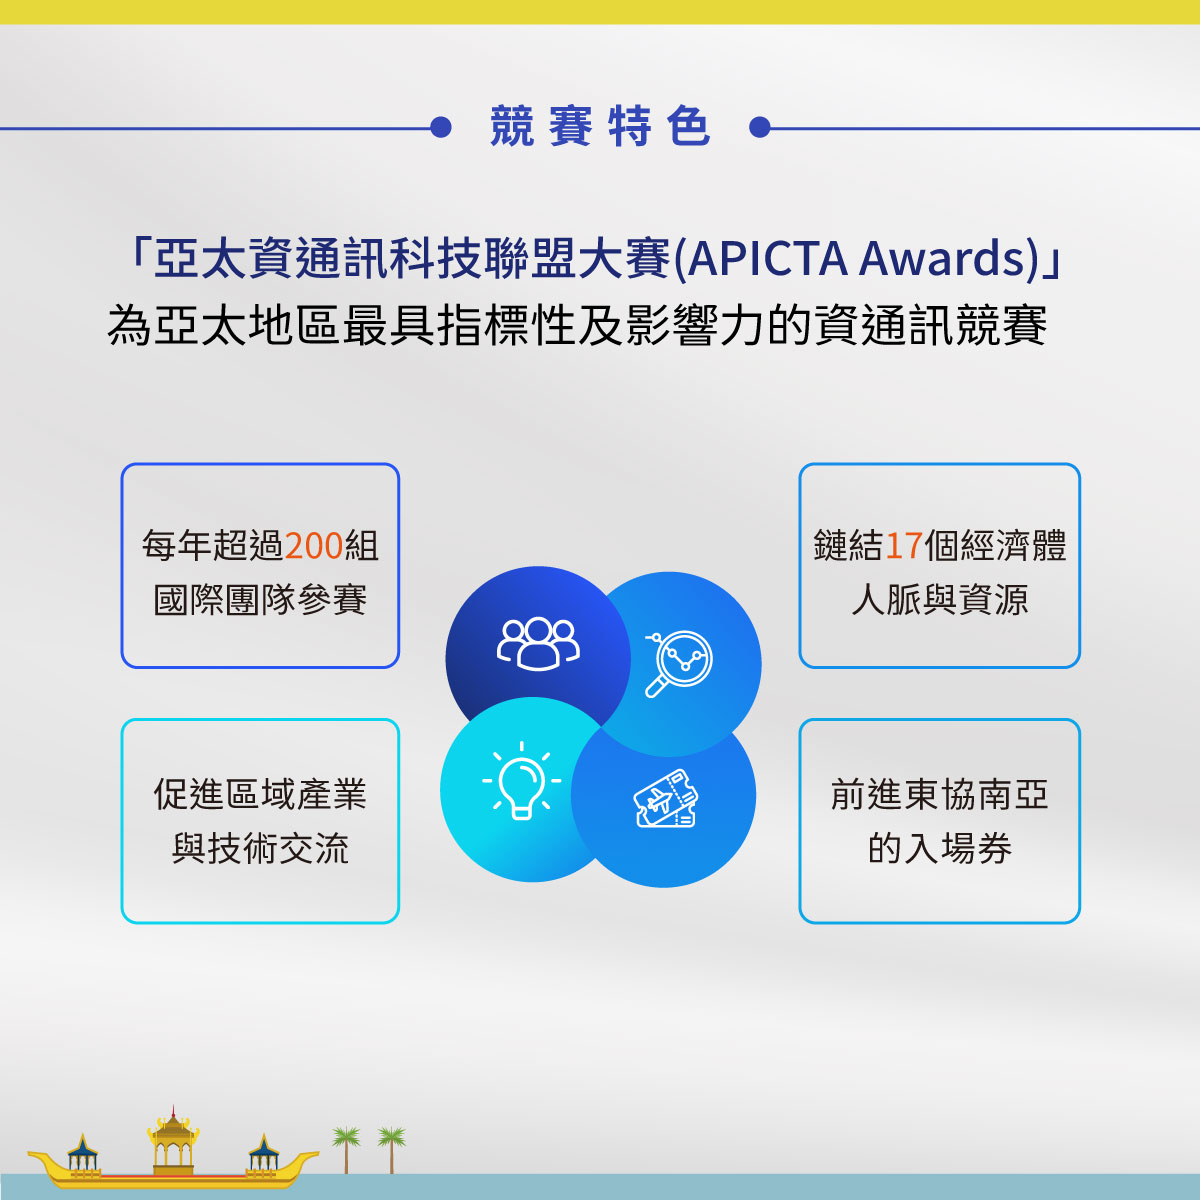 競賽特色
「亞太資通訊科技聯盟大賽(APICTA Awards)」
為亞太地區最具指標性及影響力的資通訊競賽
每年超過200組
國際團隊參賽
鏈結17個經濟體
人脈與資源
促進區域產業
與技術交流
前進東協南亞
的入場券